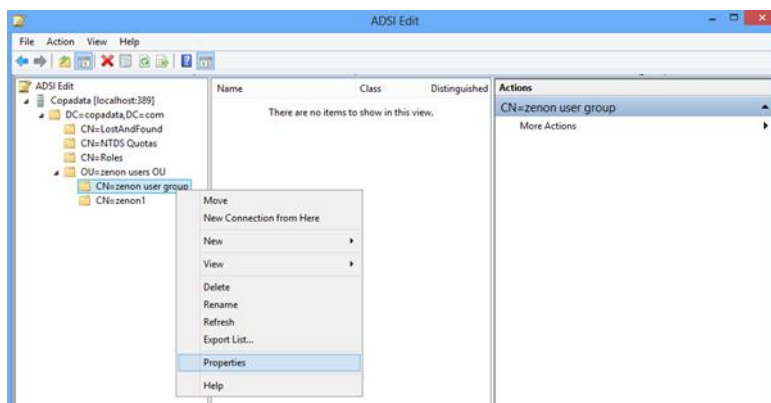 ADSI Edit
File Action View Help
ADSI Edit
Copadata [localhost:389]
DC=copadata,DC=com
CN=LostAndFound
CN=NTDS Quotas
CN=Roles
OU=zenon users OU
CN=zenon user group
CN=zenon1
Name Class Distinguished
There are no items to show in this view.
Move
New Connection from Here
New
View
Delete
Rename
Refresh
Export List...
Properties
Help
Actions
CN=zenon user group
More Actions